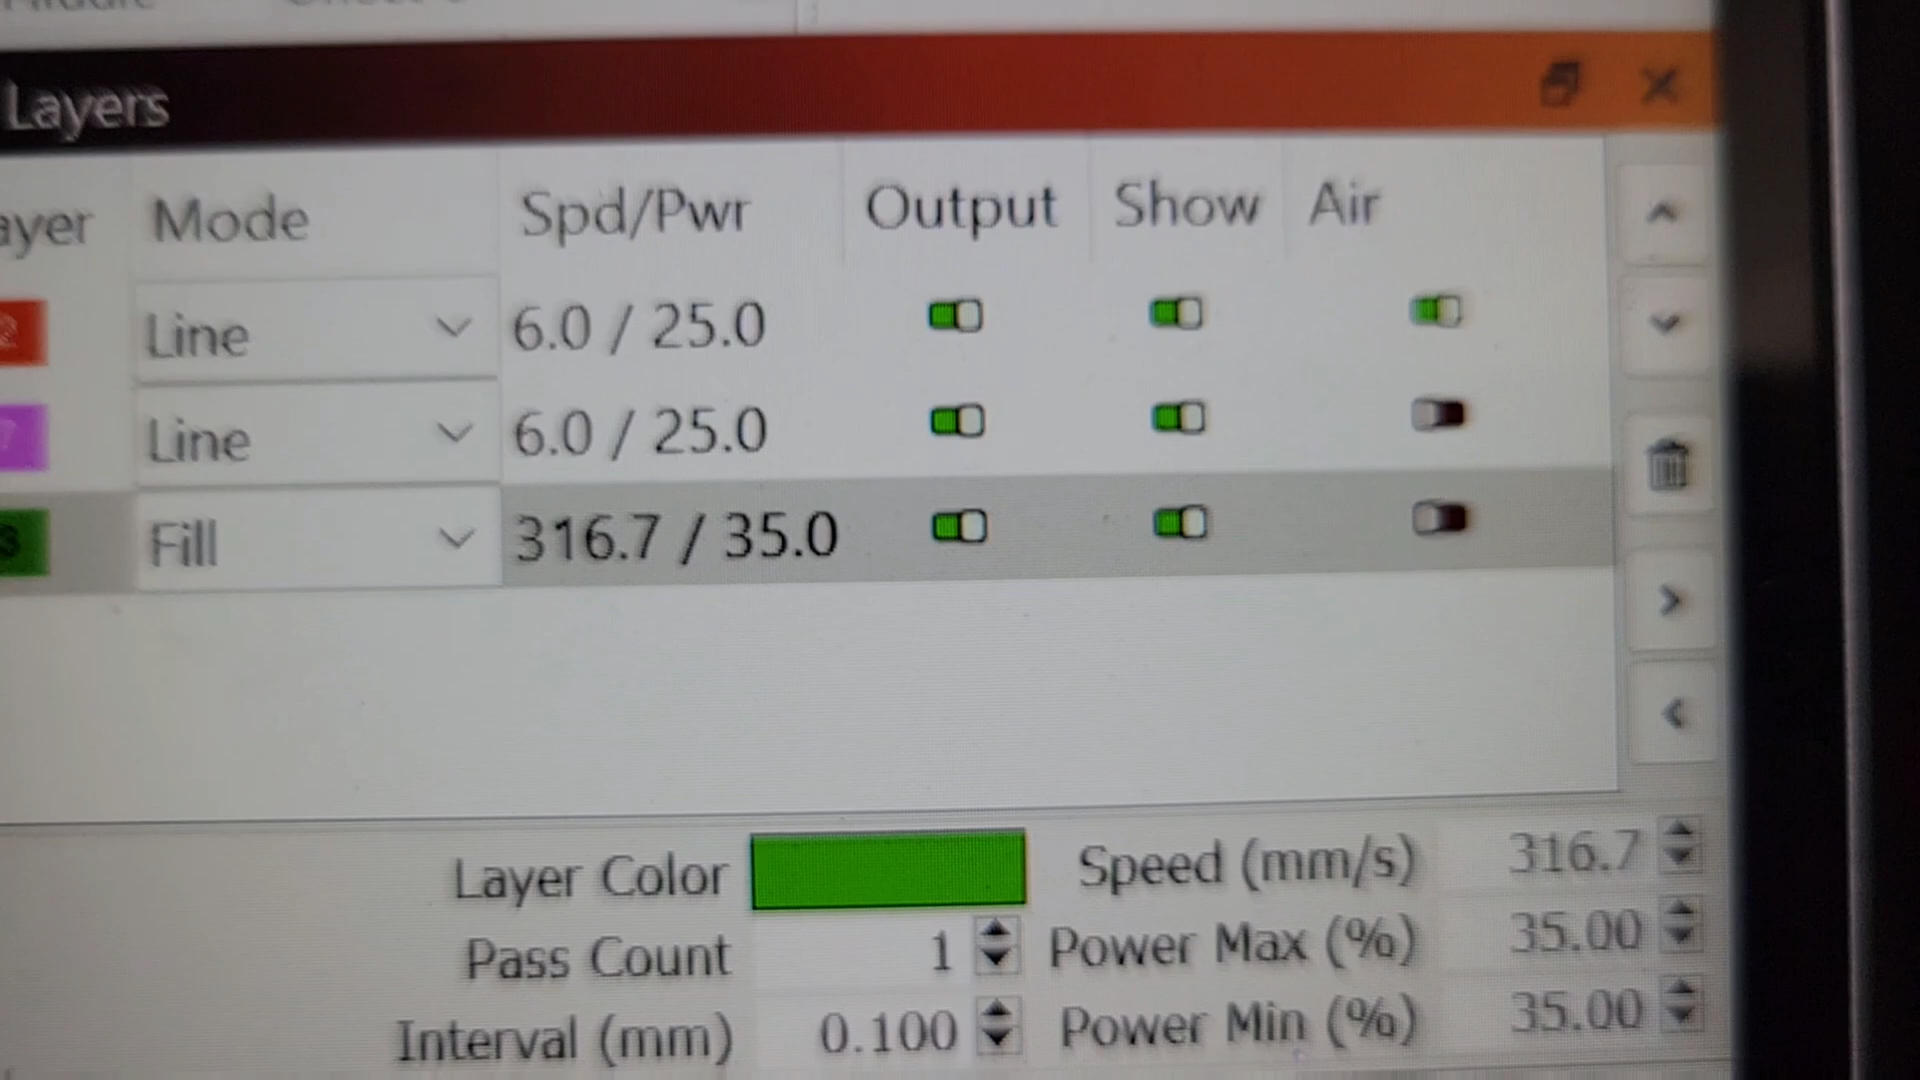 Layers
ayer Mode Spd/Pwr Output Show Air
2 Line 6.0 / 25.0
Line 6.0 / 25.0
3 Fill 316.7 / 35.0
Layer Color Speed (mm/s) 316.7
Pass Count 1 Power Max (%) 35.00
Interval (mm) 0.100 Power Min (%) 35.00